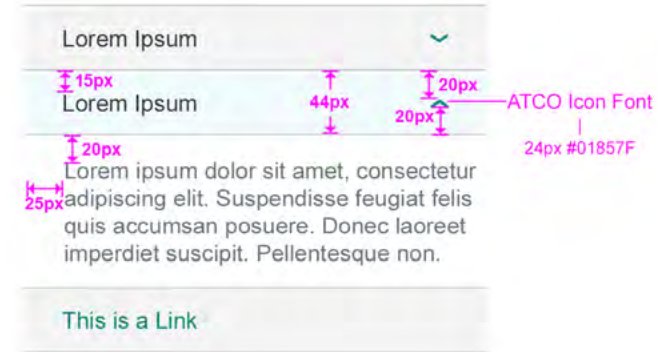 Lorem Ipsum
15px
20px
Lorem Ipsum
44px
20px
ATCO Icon Font
24px #01857F
20px
Lorem ipsum dolor sit amet, consectetur
25px
adipiscing elit. Suspendisse feugiat felis
quis accumsan posuere. Donec laoreet
imperdiet suscipit. Pellentesque non.
This is a Link